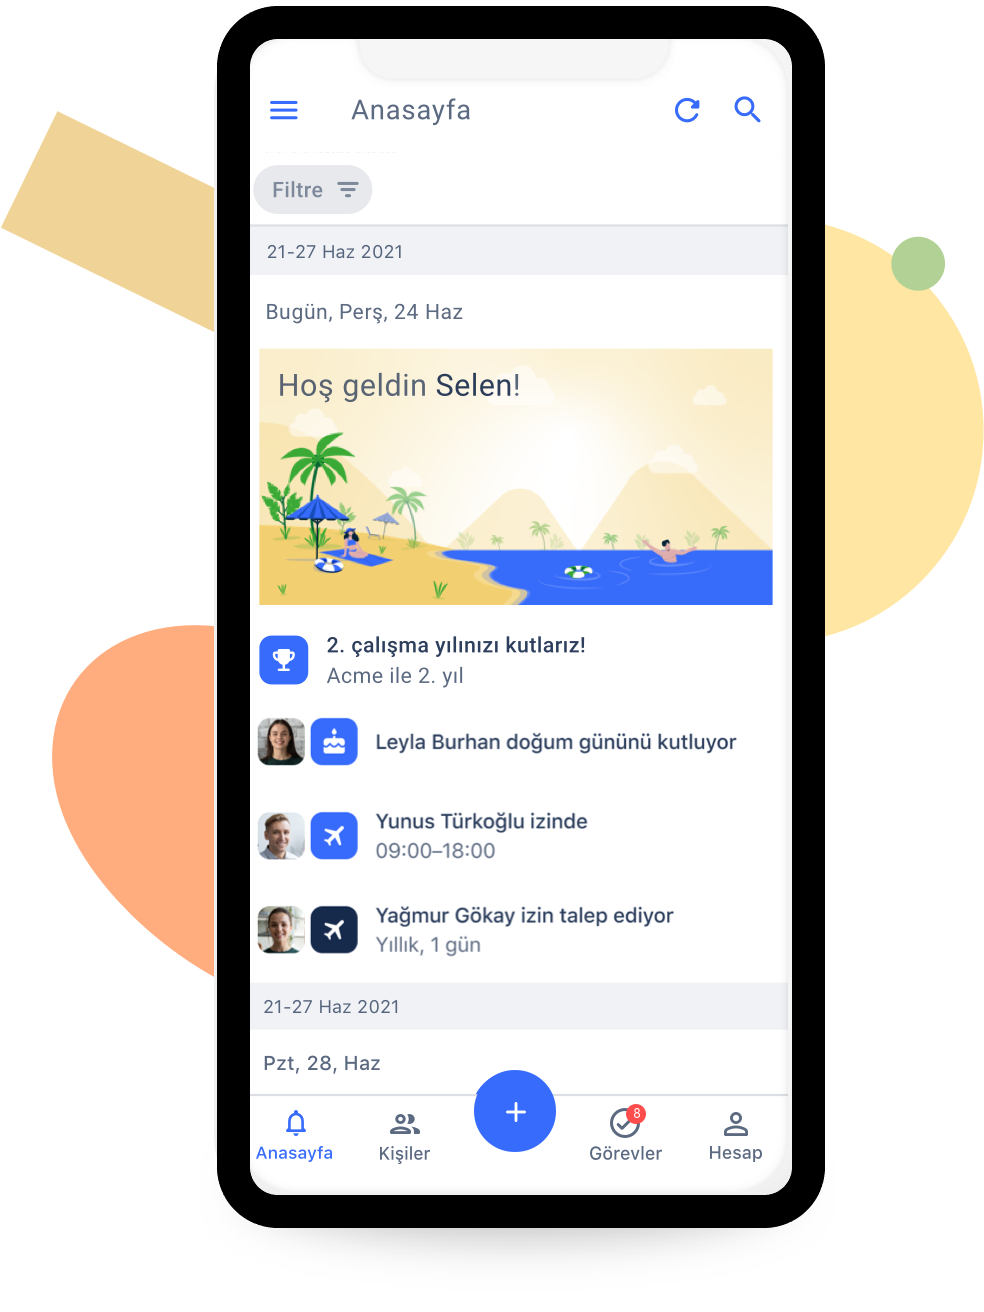 Anasayfa
Filtre
21-27 Haz 2021
Bugün, Perş, 24 Haz
Hoş geldin Selen!
2. çalışma yılınızı kutlarız!
Acme ile 2. yıl
Leyla Burhan doğum gününü kutluyor
Yunus Türkoğlu izinde
09:00–18:00
Yağmur Gökay izin talep ediyor
Yıllık, 1 gün
21-27 Haz 2021
Pzt, 28, Haz
8
Anasayfa
Kişiler
Görevler
Hesap